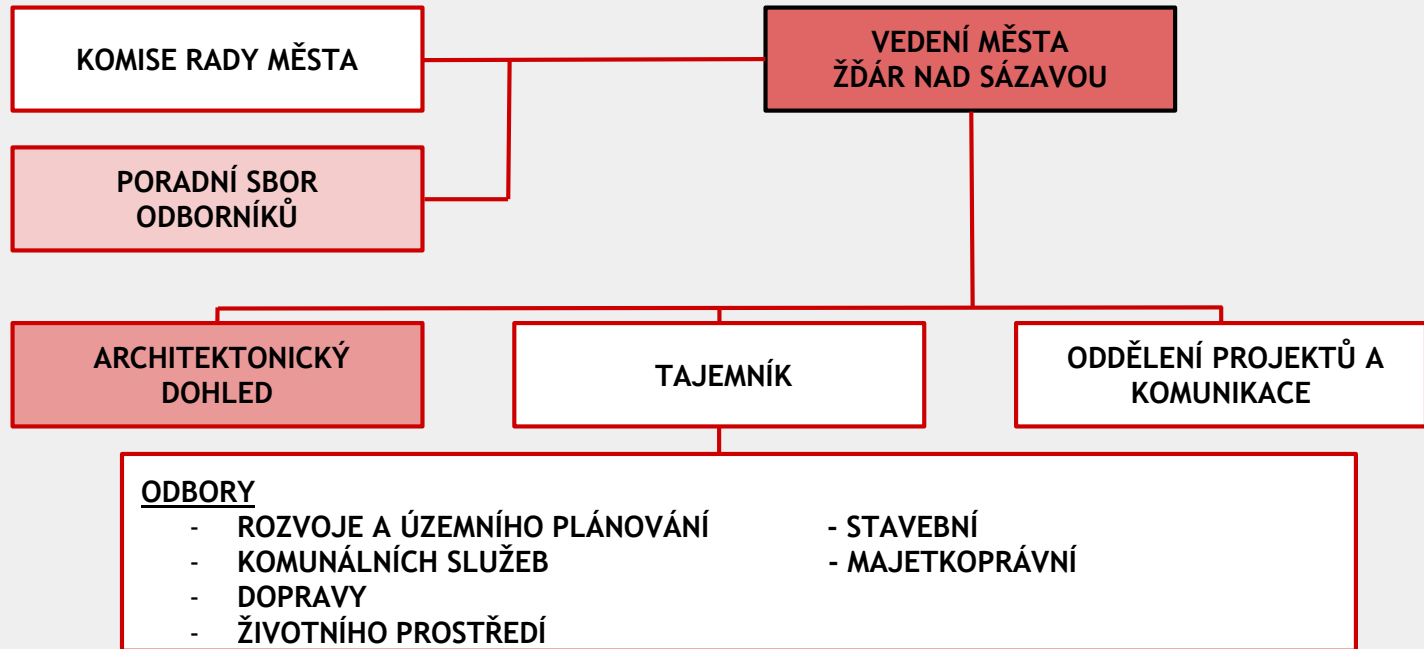 KOMISE RADY MĚSTA
VEDENÍ MĚSTA
ŽĎÁR NAD SÁZAVOU
PORADNÍ SBOR
ODBORNÍKŮ
ARCHITEKTONICKÝ
DOHLED
TAJEMNÍK
ODDĚLENÍ PROJEKTŮ A
KOMUNIKACE
ODBORY
- ROZVOJE A ÚZEMNÍHO PLÁNOVÁNÍ - STAVEBNÍ
- KOMUNÁLNÍCH SLUŽEB - MAJETKOPRÁVNÍ
- DOPRAVY
- ŽIVOTNÍHO PROSTŘEDÍ